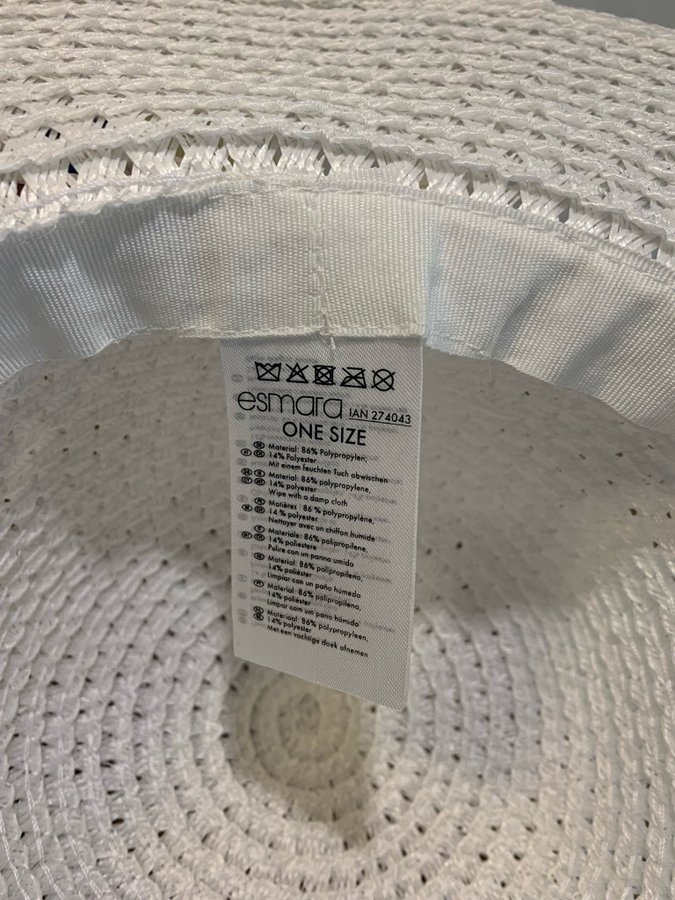 esmara IAN 274043
ONE SIZE
Material: 86% Polypropylen,
14% Polyester
Mit einem feuchten Tuch abwischen
Material: 86% polypropylene,
14% polyester
Wipe with a damp cloth
Matières : 86 % polypropylène,
14 % polyester
Nettoyer avec un chiffon humide
Materiale: 86% polipropilene,
14% poliestere
Pulire con un panno umido
Material: 86% polipropileno,
14% poliéster
Limpiar con un paño húmedo
Material: 86% polipropileno,
14% poliéster
Limpar com um pano húmido
Materiaal: 86% polypropyleen,
14% polyester
Met een vochtige doek afnemen